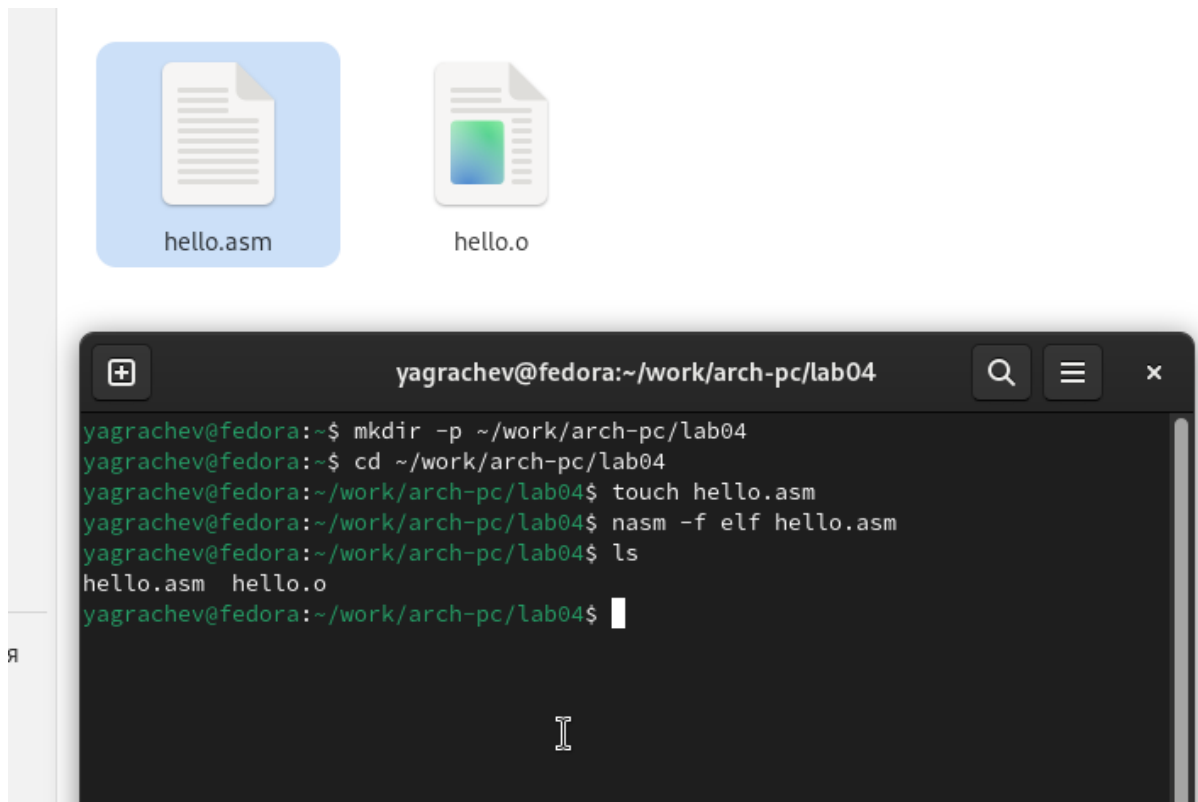 hello.asm
hello.o
yagrachev@fedora:~/work/arch-pc/lab04
yagrachev@fedora:~$ mkdir -p ~/work/arch-pc/lab04
yagrachev@fedora:~$ cd ~/work/arch-pc/lab04
yagrachev@fedora:~/work/arch-pc/lab04$ touch hello.asm
yagrachev@fedora:~/work/arch-pc/lab04$ nasm -f elf hello.asm
yagrachev@fedora:~/work/arch-pc/lab04$ ls
hello.asm  hello.o
yagrachev@fedora:~/work/arch-pc/lab04$
я